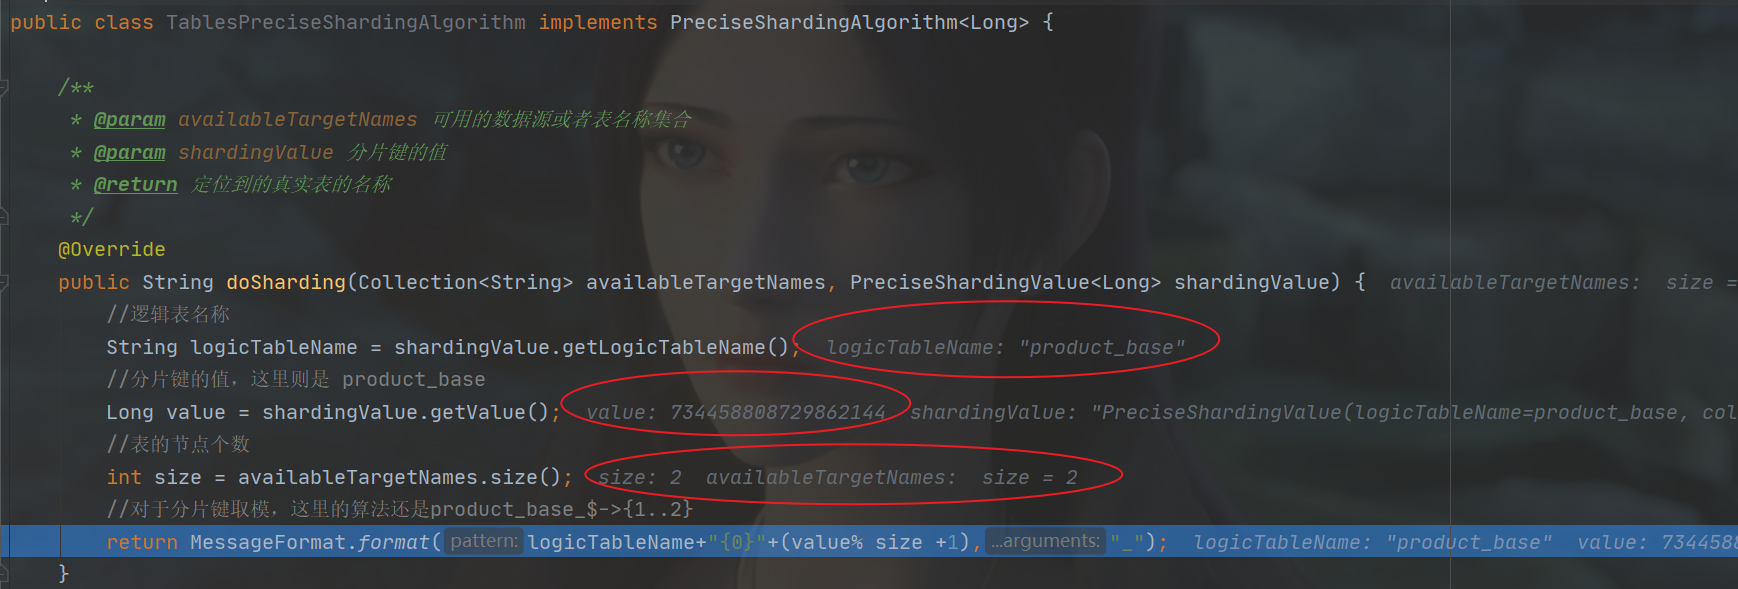 public class TablesPreciseShardingAlgorithm implements PreciseShardingAlgorithm<Long> {
/**
* @param availableTargetNames 可用的数据源或者表名称集合
* @param shardingValue 分片键的值
* @return 定位到的真实表的名称
*/
@Override
public String doSharding(Collection<String> availableTargetNames, PreciseShardingValue<Long> shardingValue) { availableTargetNames: size =
//逻辑表名称
String logicTableName = shardingValue.getLogicTableName(); logicTableName: "product_base"
//分片键的值，这里则是 product_base
Long value = shardingValue.getValue(); value: 734458808729862144 shardingValue: "PreciseShardingValue(logicTableName=product_base, col
//表的节点个数
int size = availableTargetNames.size(); size: 2 availableTargetNames: size = 2
//对于分片键取模，这里的算法还是product_base_$->{1..2}
return MessageFormat.format( pattern: logicTableName+"{0}"+(value% size +1), ...arguments: "_"); logicTableName: "product_base" value: 734458
}